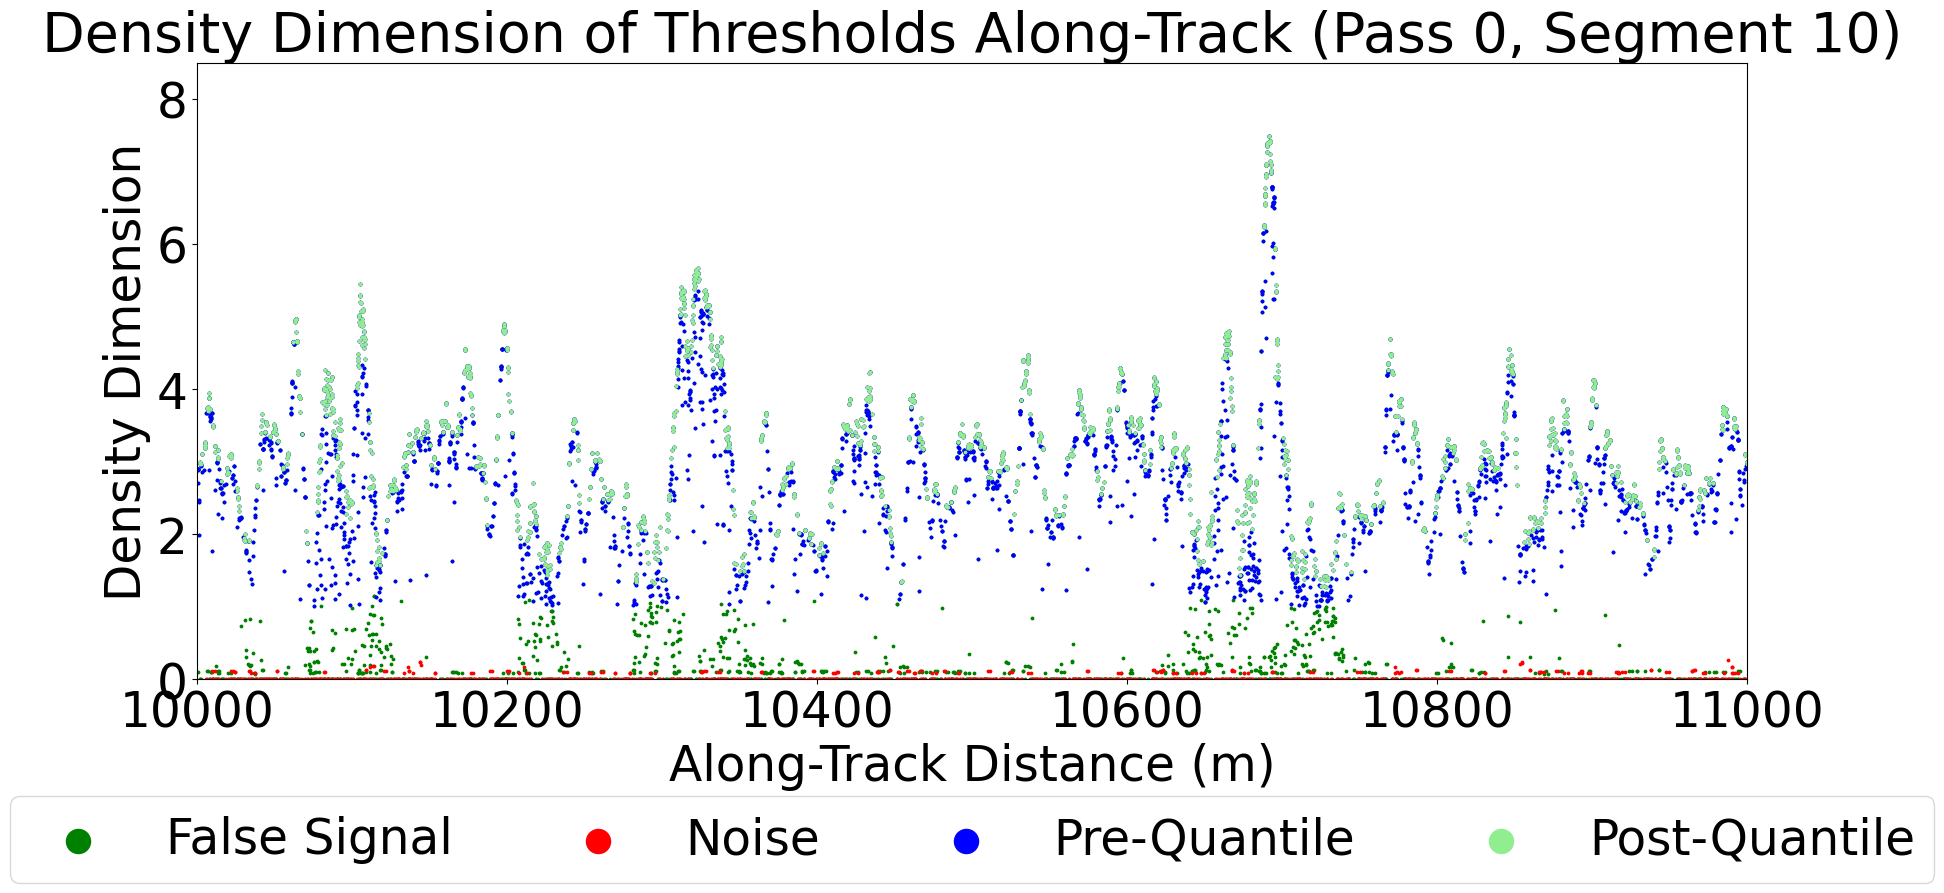 Density Dimension of Thresholds Along-Track (Pass 0, Segment 10)
Density Dimension
8
6
4
2
0
10000 10200 10400 10600 10800 11000
Along-Track Distance (m)
False Signal Noise Pre-Quantile Post-Quantile